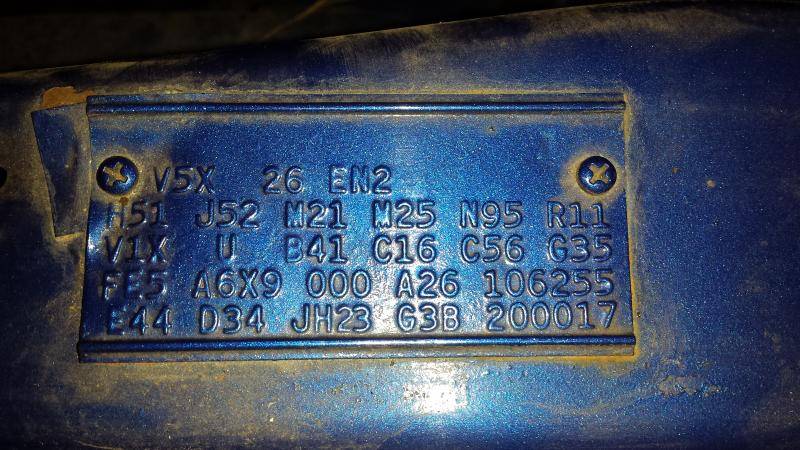 V5X 26 EN2
H51 J52 M21 M25 N95 R11
V1X U B41 C16 C56 G35
FE5 A6X9 000 A26 106255
E44 D34 JH23 G3B 200017